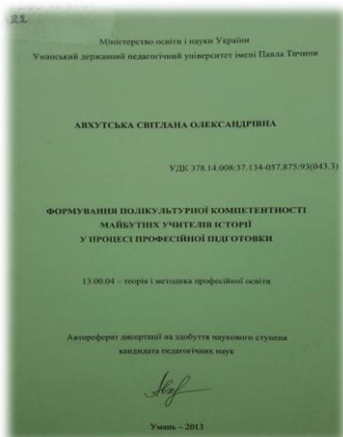 22
Міністерство освіти і науки України
Уманський державний педагогічний університет імені Павла Тичини
АВХУТСЬКА СВІТЛАНА ОЛЕКСАНДРІВНА
УДК 378.14:008:37.134-057.875:93(043.3)
ФОРМУВАННЯ ПОЛІКУЛЬТУРНОЇ КОМПЕТЕНТНОСТІ
МАЙБУТНІХ УЧИТЕЛІВ ІСТОРІЇ
У ПРОЦЕСІ ПРОФЕСІЙНОЇ ПІДГОТОВКИ
13.00.04 – теорія і методика професійної освіти
Автореферат дисертації на здобуття наукового ступеня
кандидата педагогічних наук
Умань – 2013